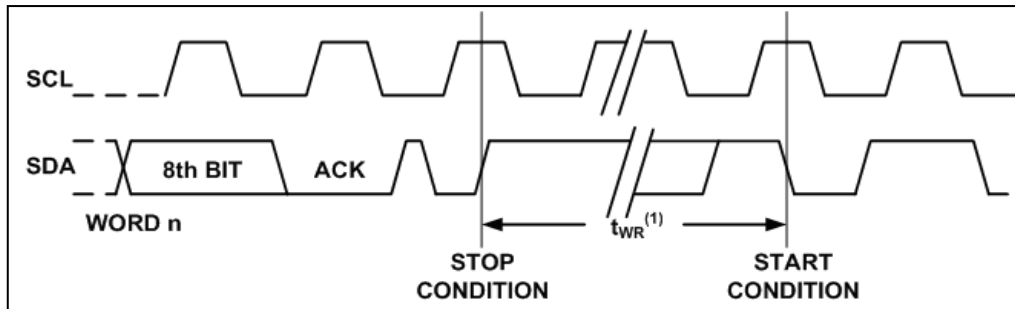 SCL
SDA
8th BIT
ACK
WORD n
tWR(1)
STOP
CONDITION
START
CONDITION